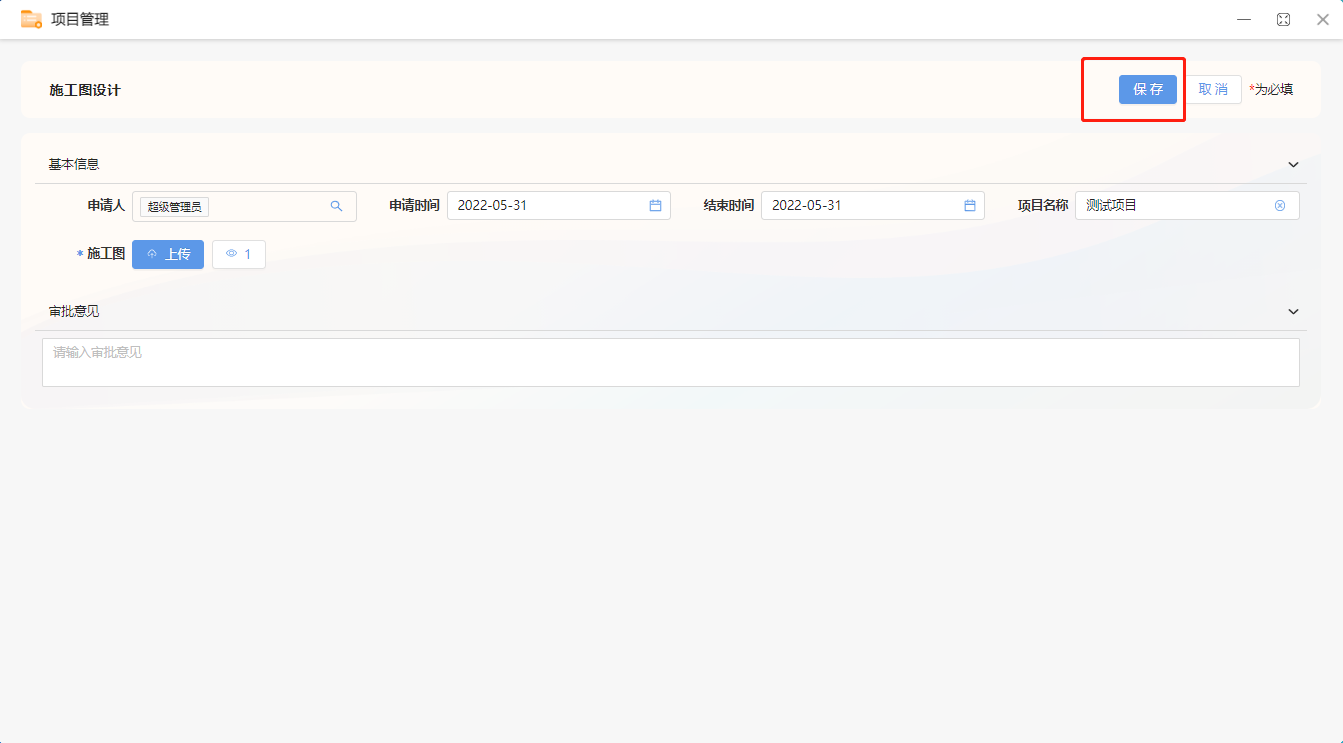 项目管理
施工图设计
保 存 取 消 *为必填
基本信息
申请人 超级管理员 申请时间 2022-05-31 结束时间 2022-05-31 项目名称 测试项目
* 施工图 上传 1
审批意见
请输入审批意见